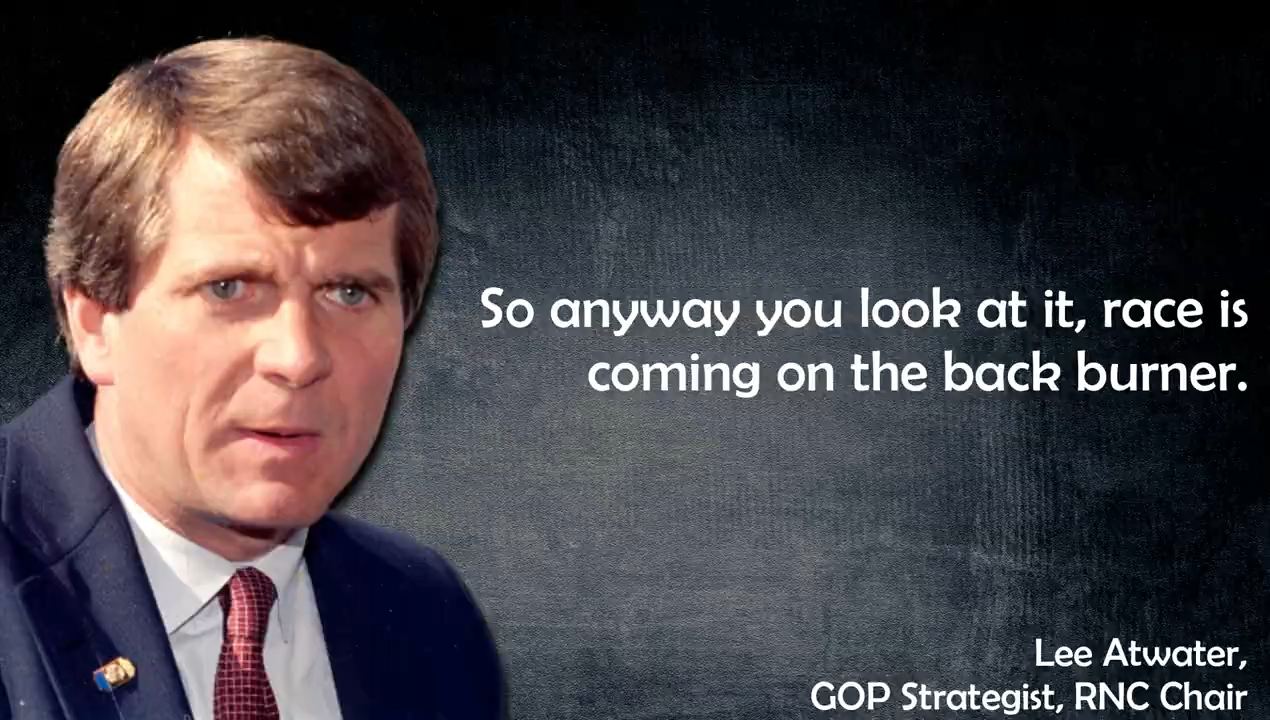 So anyway you look at it, race is
coming on the back burner.
Lee Atwater,
GOP Strategist, RNC Chair